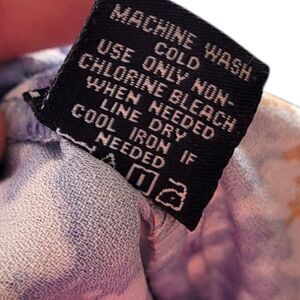 MACHINE WASH
COLD
USE ONLY NON-
CHLORINE BLEACH
WHEN NEEDED
LINE DRY
COOL IRON IF
NEEDED